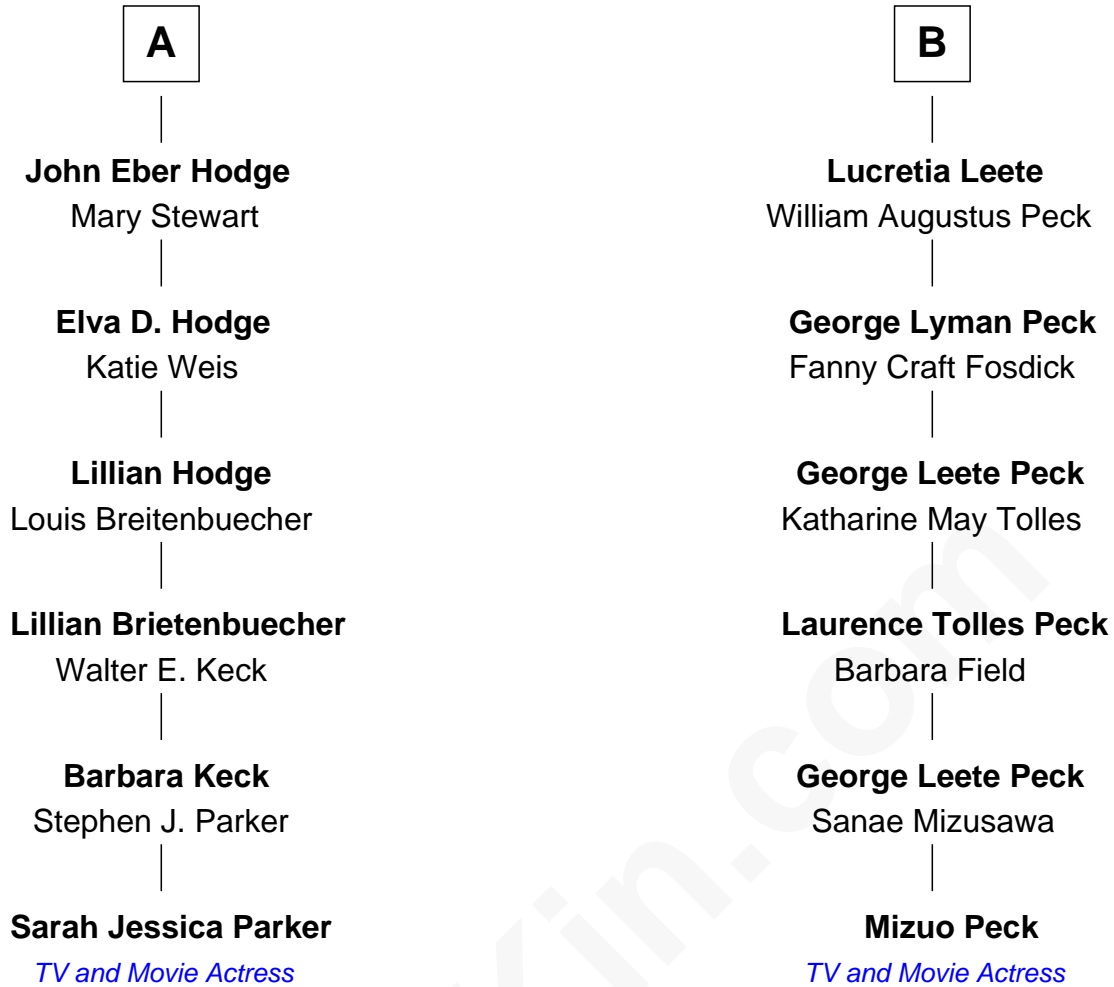 A
John Eber Hodge
Mary Stewart
Elva D. Hodge
Katie Weis
Lillian Hodge
Louis Breitenbuecher
Lillian Brietenbuecher
Walter E. Keck
Barbara Keck
Stephen J. Parker
Sarah Jessica Parker
TV and Movie Actress
B
Lucretia Leete
William Augustus Peck
George Lyman Peck
Fanny Craft Fosdick
George Leete Peck
Katharine May Tolles
Laurence Tolles Peck
Barbara Field
George Leete Peck
Sanae Mizusawa
Mizuo Peck
TV and Movie Actress